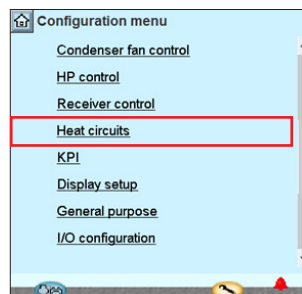 Configuration menu
Condenser fan control
HP control
Receiver control
Heat circuits
KPI
Display setup
General purpose
I/O configuration